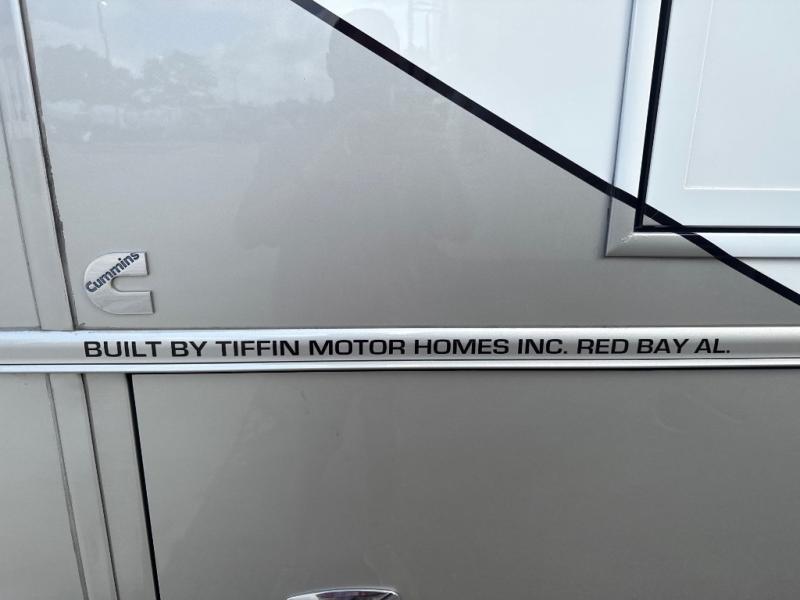 Cummins
BUILT BY TIFFIN MOTOR HOMES INC. RED BAY AL.